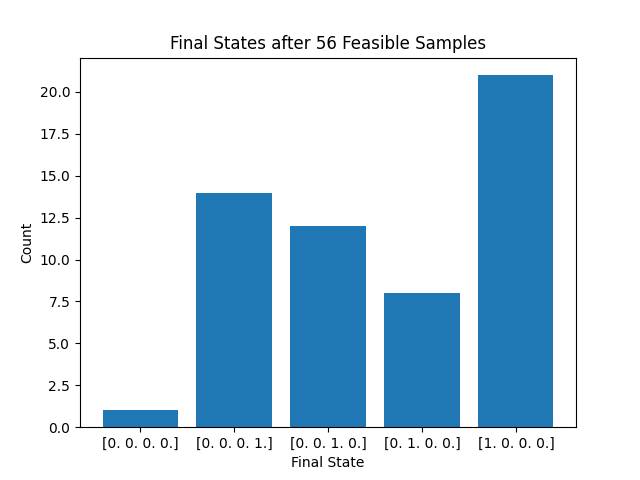 Final States after 56 Feasible Samples
Count
20.0
17.5
15.0
12.5
10.0
7.5
5.0
2.5
0.0
[0. 0. 0. 0.] [0. 0. 0. 1.] [0. 0. 1. 0.] [0. 1. 0. 0.] [1. 0. 0. 0.]
Final State